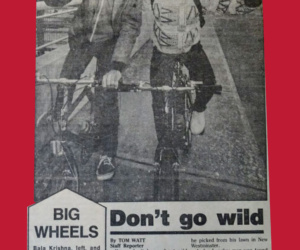 BIG
WHEELS
Raja Krishna, left, and
Don't go wild
By TOM WATT
Staff Reporter
he picked from his lawn in New
Westminster.